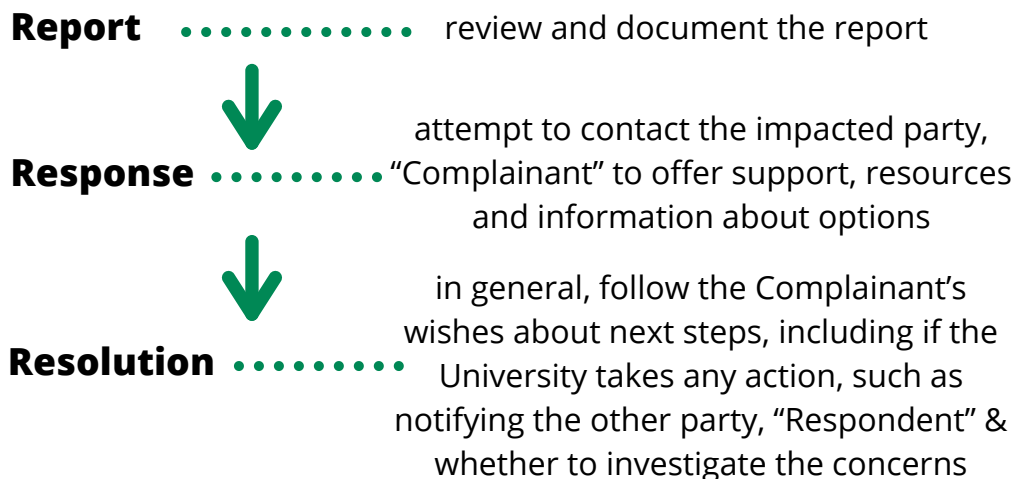 Report review and document the report
attempt to contact the impacted party,
Response “Complainant” to offer support, resources
and information about options
in general, follow the Complainant’s
wishes about next steps, including if the
Resolution
University takes any action, such as
notifying the other party, “Respondent” &
whether to investigate the concerns